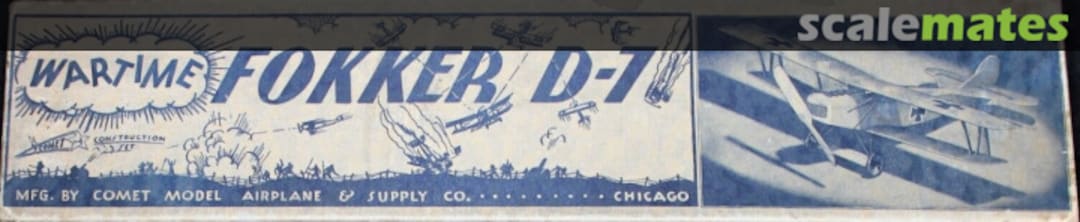 scalemates
WARTIME
FOKKER D-7
COMET
CONSTRUCTION
SET
MFG. BY COMET MODEL AIRPLANE & SUPPLY CO. .......... CHICAGO